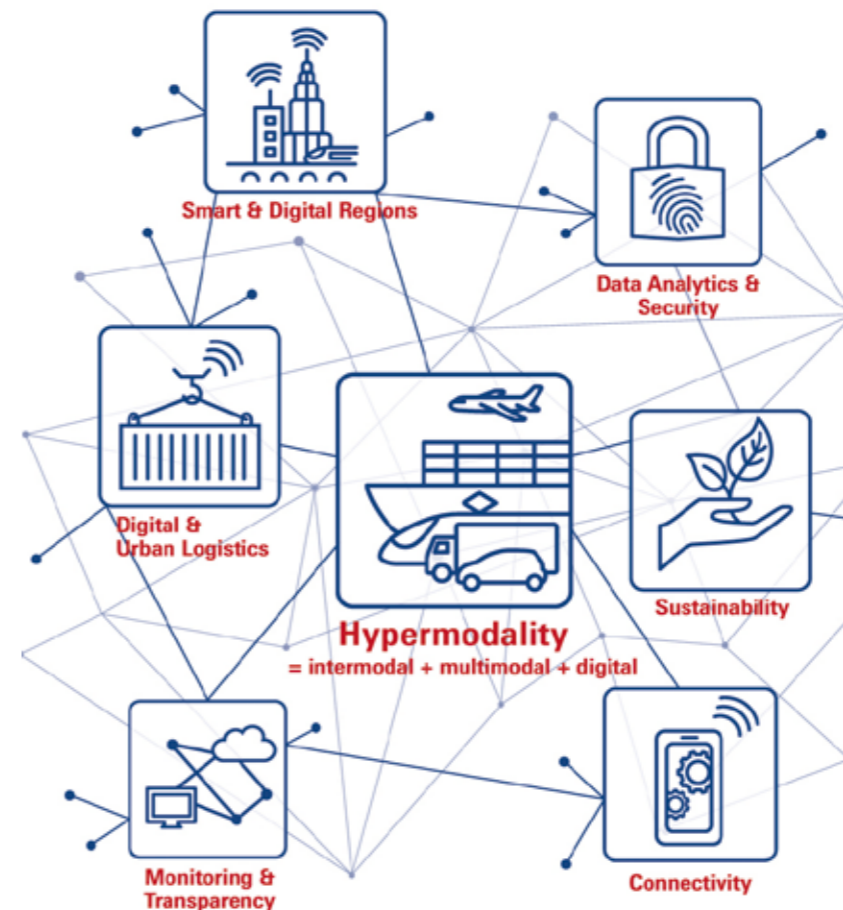 Smart & Digital Regions
Data Analytics &
Security
Digital &
Urban Logistics
Sustainability
Hypermodality
= intermodal + multimodal + digital
Monitoring &
Transparency
Connectivity